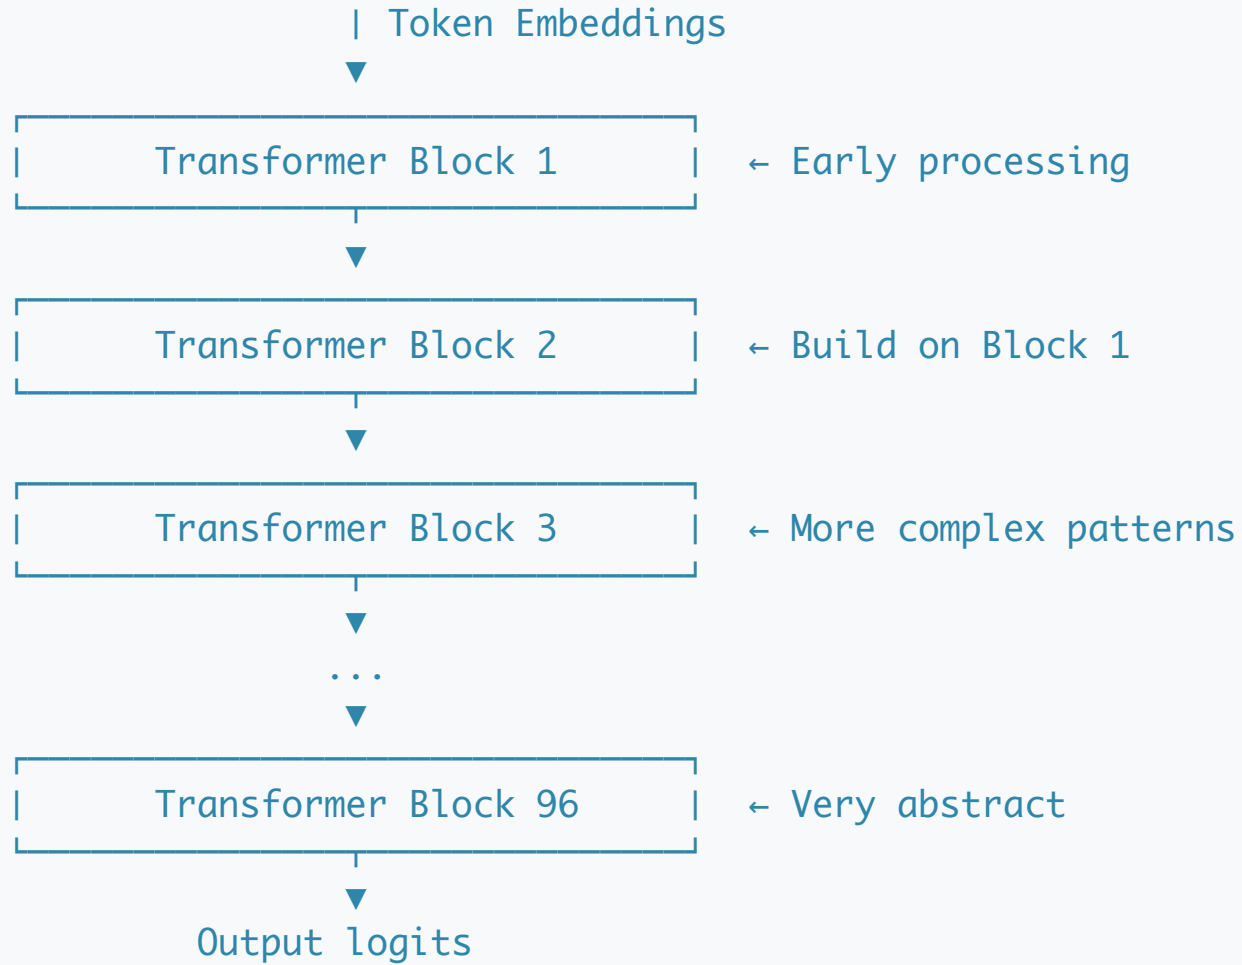 Token Embeddings
Transformer Block 1 ← Early processing
Transformer Block 2 ← Build on Block 1
Transformer Block 3 ← More complex patterns
...
Transformer Block 96 ← Very abstract
Output logits